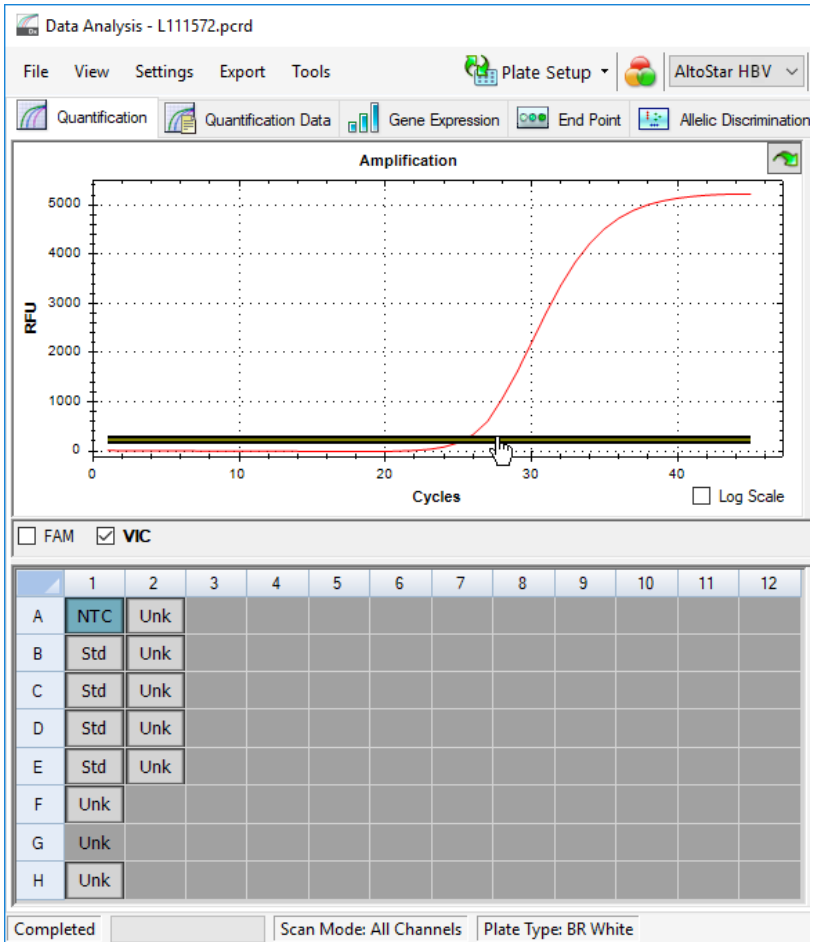 Data Analysis - L111572.pcrd
File View Settings Export Tools Plate Setup AltoStar HBV
Quantification Quantification Data Gene Expression End Point Allelic Discrimination
Amplification
5000
4000
3000
2000
1000
0
RFU
0 10 20 30 40
Cycles
Log Scale
FAM VIC
1 2 3 4 5 6 7 8 9 10 11 12
A NTC Unk
B Std Unk
C Std Unk
D Std Unk
E Std Unk
F Unk
G Unk
H Unk
Completed Scan Mode: All Channels Plate Type: BR White